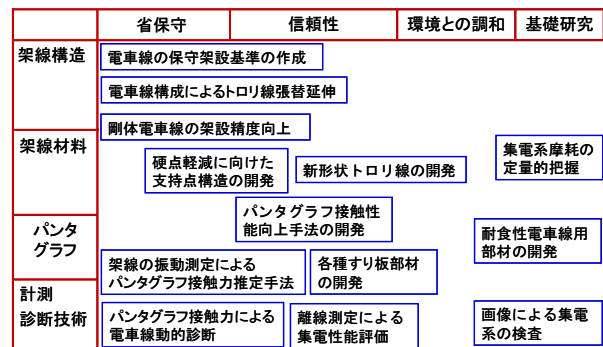 省保守
信頼性
環境との調和
基礎研究
架線構造
電車線の保守架設基準の作成
電車線構成によるトロリ線張替延伸
剛体電車線の架設精度向上
架線材料
硬点軽減に向けた
支持点構造の開発
新形状トロリ線の開発
集電系摩耗の
定量的把握
パンタグラフ接触性
能向上手法の開発
パンタ
グラフ
耐食性電車線用
部材の開発
架線の振動測定による
パンタグラフ接触力推定手法
各種すり板部材
の開発
計測
診断技術
パンタグラフ接触力による
電車線動的診断
離線測定による
集電性能評価
画像による集電
系の検査